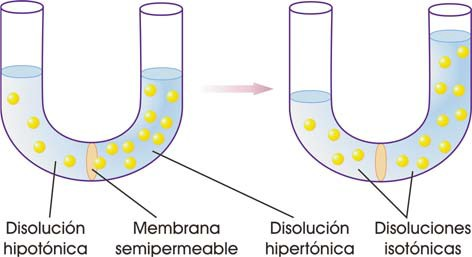 Disolución
hipotónica
Membrana
semipermeable
Disolución
hipertónica
Disoluciones
isotónicas